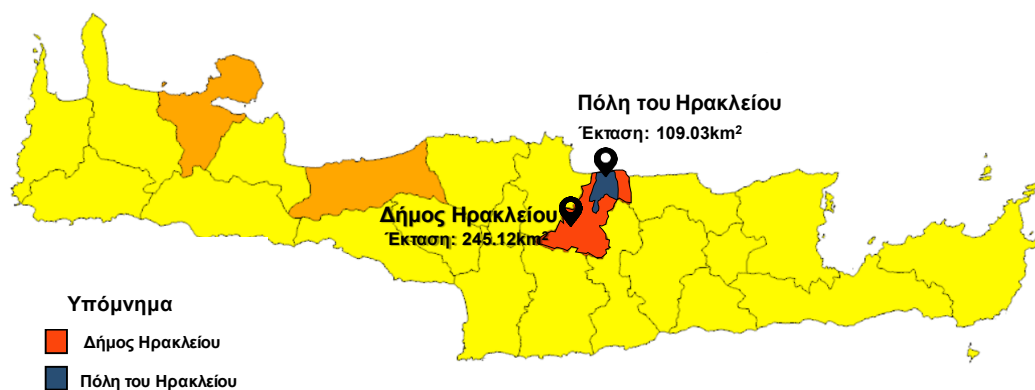 Πόλη του Ηρακλείου
Έκταση: 109.03km²
Δήμος Ηρακλείου
Έκταση: 245.12km²
Υπόμνημα
Δήμος Ηρακλείου
Πόλη του Ηρακλείου